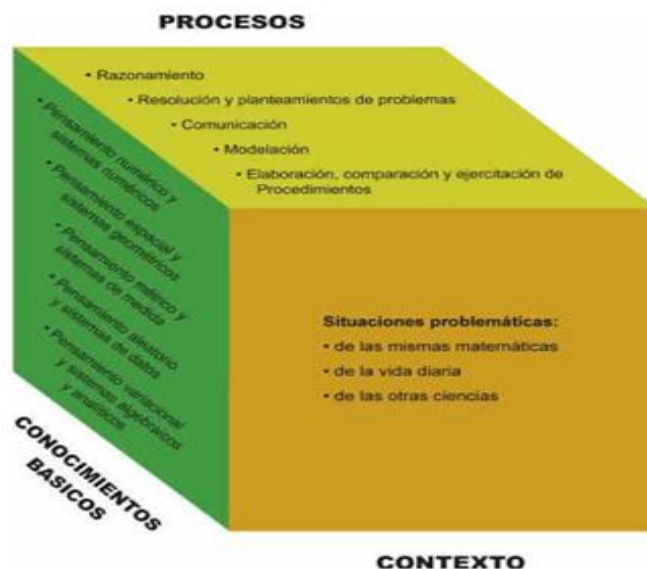 PROCESOS
• Razonamiento
• Resolución y planteamientos de problemas
• Comunicación
• Modelación
• Elaboración, comparación y ejercitación de
Procedimientos
• Pensamiento numérico y
sistemas numéricos
• Pensamiento espacial y
sistemas geométricos
• Pensamiento métrico y
sistemas de medida
• Pensamiento aleatorio
y sistemas de datos
• Pensamiento variacional
y sistemas algebraicos
y analíticos
Situaciones problemáticas:
• de las mismas matemáticas
• de la vida diaria
• de las otras ciencias
CONOCIMIENTOS
BASICOS
CONTEXTO